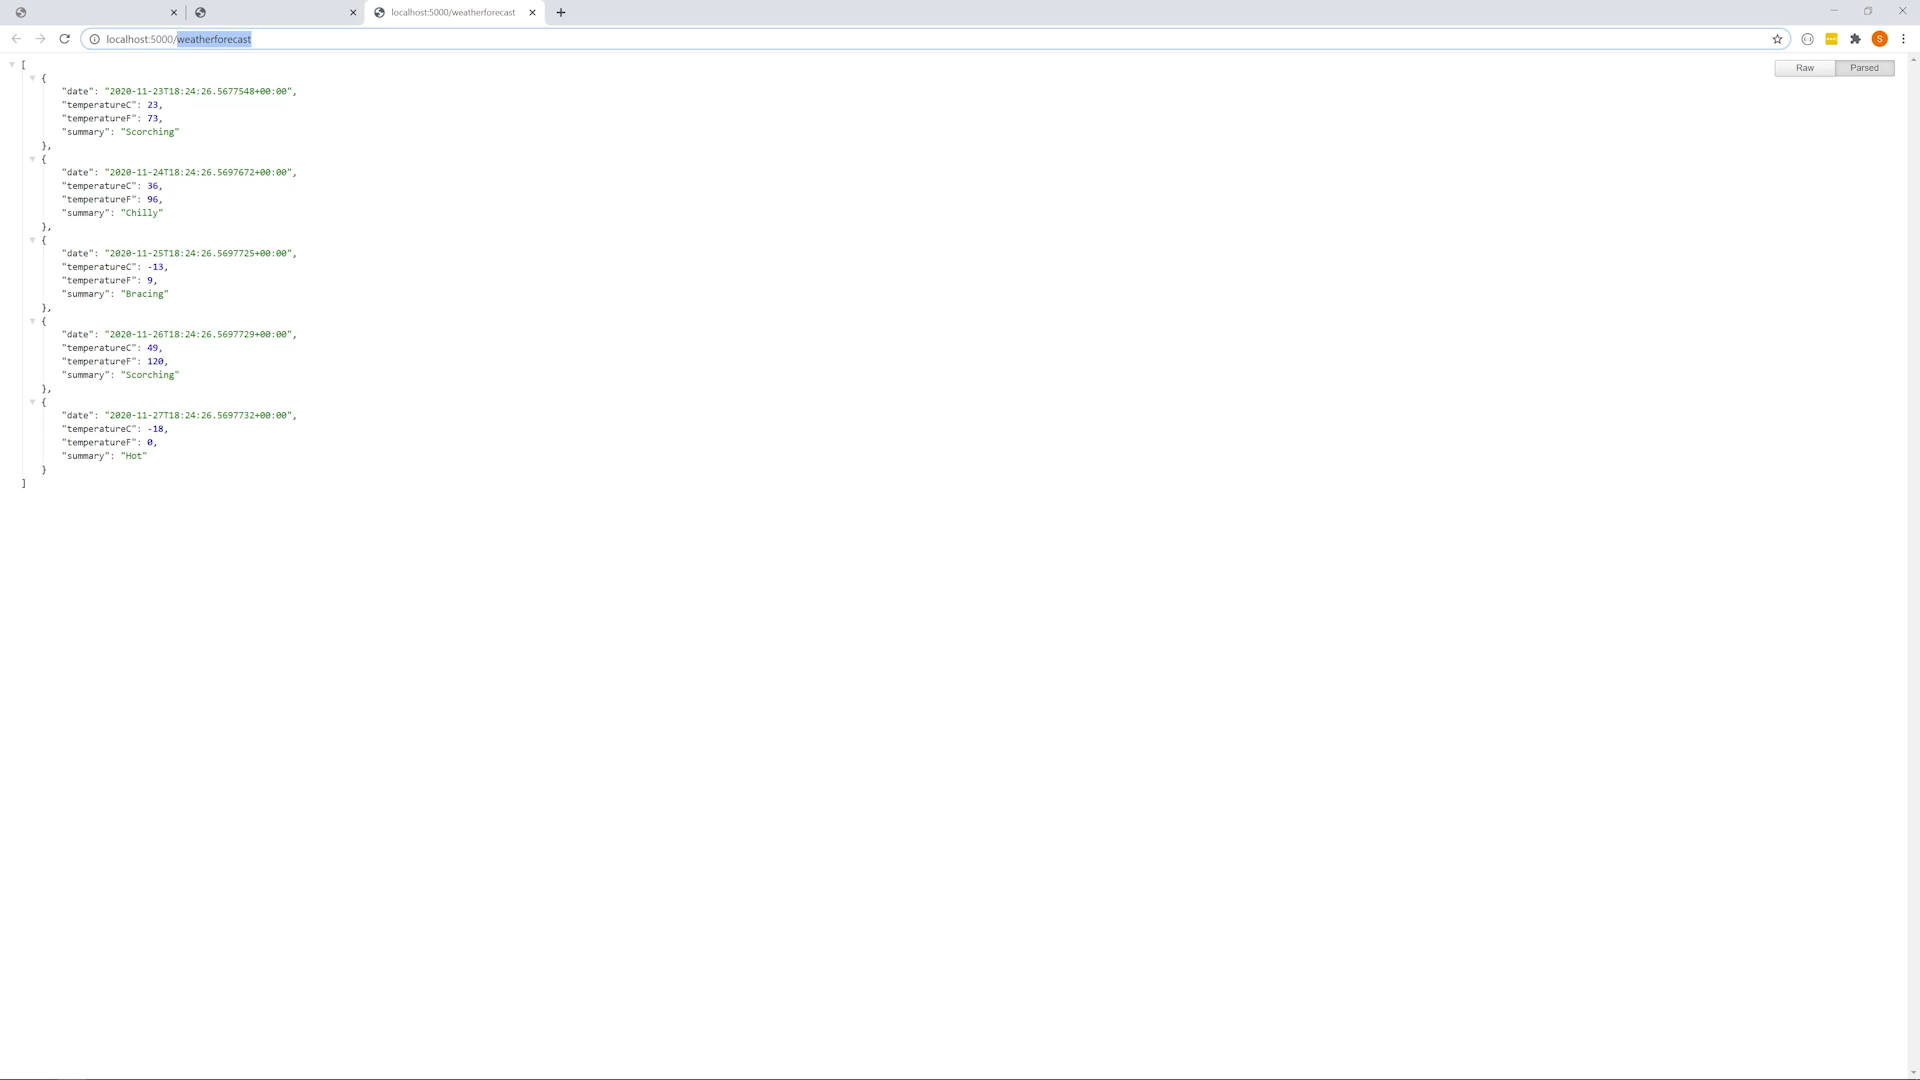 localhost:5000/weatherforecast
localhost:5000/weatherforecast
S
Raw Parsed
[
{
"date": "2020-11-23T18:24:26.5677548+00:00",
"temperatureC": 23,
"temperatureF": 73,
"summary": "Scorching"
},
{
"date": "2020-11-24T18:24:26.5697672+00:00",
"temperatureC": 36,
"temperatureF": 96,
"summary": "Chilly"
},
{
"date": "2020-11-25T18:24:26.5697725+00:00",
"temperatureC": -13,
"temperatureF": 9,
"summary": "Bracing"
},
{
"date": "2020-11-26T18:24:26.5697729+00:00",
"temperatureC": 49,
"temperatureF": 120,
"summary": "Scorching"
},
{
"date": "2020-11-27T18:24:26.5697732+00:00",
"temperatureC": -18,
"temperatureF": 0,
"summary": "Hot"
}
]